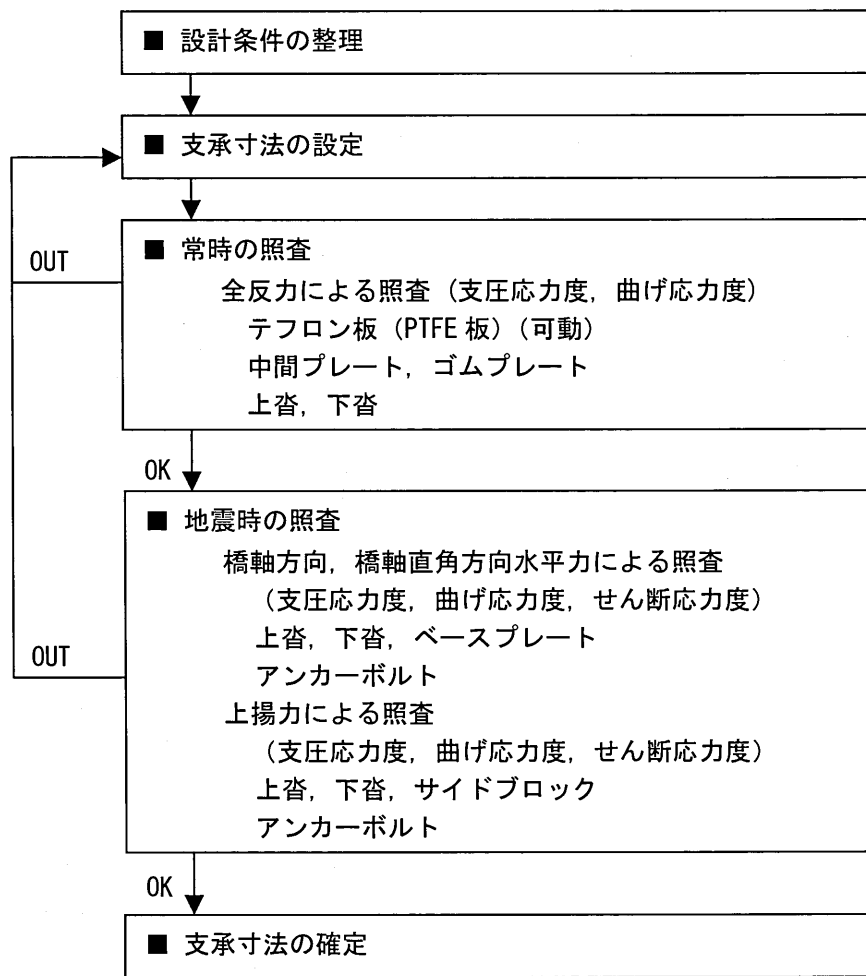 ■ 設計条件の整理
■ 支承寸法の設定
■ 常時の照査
OUT
全反力による照査（支圧応力度，曲げ応力度）
テフロン板（PTFE 板）（可動）
中間プレート，ゴムプレート
上沓，下沓
OK
■ 地震時の照査
橋軸方向，橋軸直角方向水平力による照査
（支圧応力度，曲げ応力度，せん断応力度）
上沓，下沓，ベースプレート
OUT
アンカーボルト
上揚力による照査
（支圧応力度，曲げ応力度，せん断応力度）
上沓，下沓，サイドブロック
アンカーボルト
OK
■ 支承寸法の確定